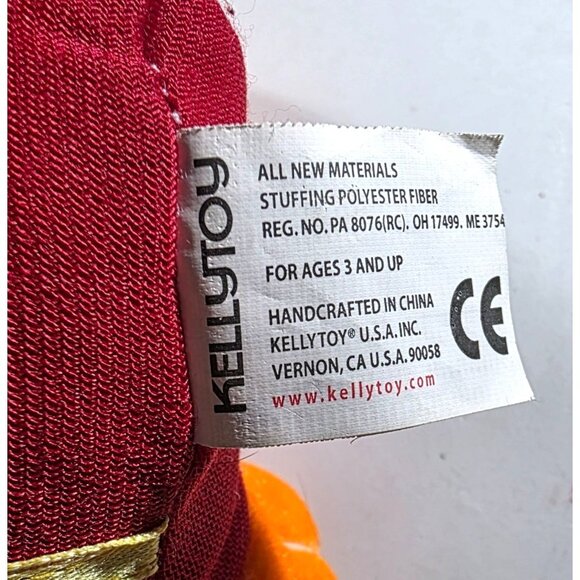 KELLYTOY
ALL NEW MATERIALS
STUFFING POLYESTER FIBER
REG. NO. PA 8076(RC). OH 17499. ME 3754
FOR AGES 3 AND UP
HANDCRAFTED IN CHINA
KELLYTOY® U.S.A. INC.
VERNON, CA U.S.A. 90058
www.kellytoy.com
CE